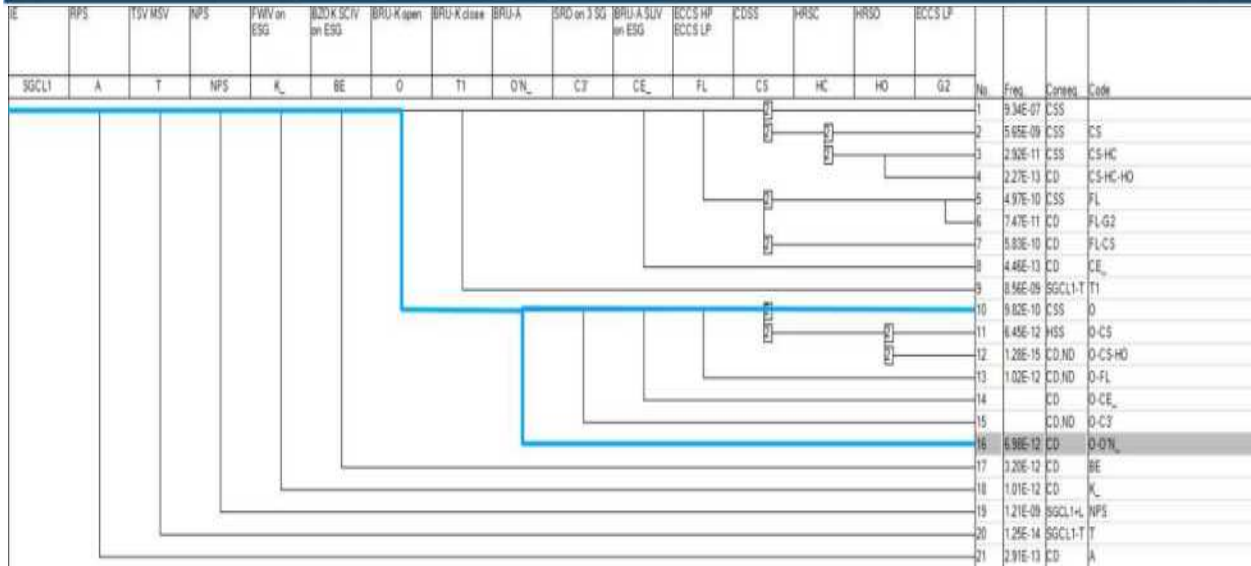 IE RPS TSV MSV NPS FWIV on BZOK SCIV BRU-K open BRU-K close BRU-A SRD on 3 SG BRU-A SLIV ECCS HP CDSS HRSC HRSO ECCS LP
ESG on ESG on ESG ECCS LP
SGCL1 A T NPS K_ BE O T1 O'N_ C3' CE_ FL CS HC HO G2 No. Freq. Conseq. Code
1 9.34E-07 CSS
2 5.65E-09 CSS CS
3 2.92E-11 CSS CS-HC
4 2.27E-13 CD CS-HC-HO
5 4.97E-10 CSS FL
6 7.47E-11 CD FL-G2
7 5.83E-10 CD FL-CS
8 4.46E-13 CD CE_
9 8.56E-09 SGCL1-T T1
10 9.82E-10 CSS O
11 6.45E-12 HSS O-CS
12 1.28E-15 CD,ND O-CS-HO
13 1.02E-12 CD,ND O-FL
14 CD O-CE_
15 CD,ND O-C3'
16 6.98E-12 CD O-O'N_
17 3.20E-12 CD BE
18 1.01E-12 CD K_
19 1.21E-09 SGCL1+L NPS
20 1.25E-14 SGCL1-T T
21 2.91E-13 CD A